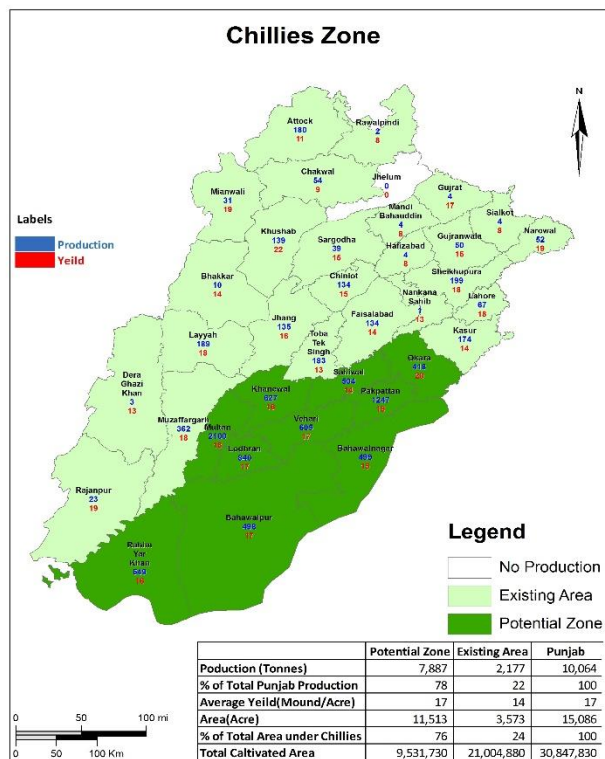 Chillies Zone
N
Attock
180
11
Rawalpindi
2
8
Chakwal
54
9
Jhelum
0
0
Mianwali
31
19
Gujrat
4
17
Mandi
Bahauddin
4
8
Sialkot
4
8
Khushab
139
22
Sargodha
39
15
Hafizabad
4
8
Gujranwala
50
16
Narowal
52
19
Labels
Production
Yeild
Bhakkar
10
14
Chiniot
134
15
Sheikhupura
199
18
Nankana
Sahib
13
Lahore
67
18
Jhang
135
16
Faisalabad
134
14
Layyah
189
18
Toba
Tek
Singh
183
13
Kasur
174
14
Okara
Dera
Ghazi
Khan
3
13
Khanewal
627
Sahiwal
Pakpattan
1247
Muzaffargarh
362
18
Multan
2100
Vehari
Lodhran
Bahawalnagar
Rajanpur
23
19
Bahawalpur
498
17
Rahim
Yar
Khan
Legend
No Production
Existing Area
Potential Zone
Potential Zone Existing Area Punjab
Poduction (Tonnes) 7,887 2,177 10,064
% of Total Punjab Production 78 22 100
Average Yeild(Mound/Acre) 17 14 17
Area(Acre) 11,513 3,573 15,086
% of Total Area under Chillies 76 24 100
Total Caltivated Area 9,531,730 21,004,880 30,847,830
0 50 100 mi
0 50 100 Km